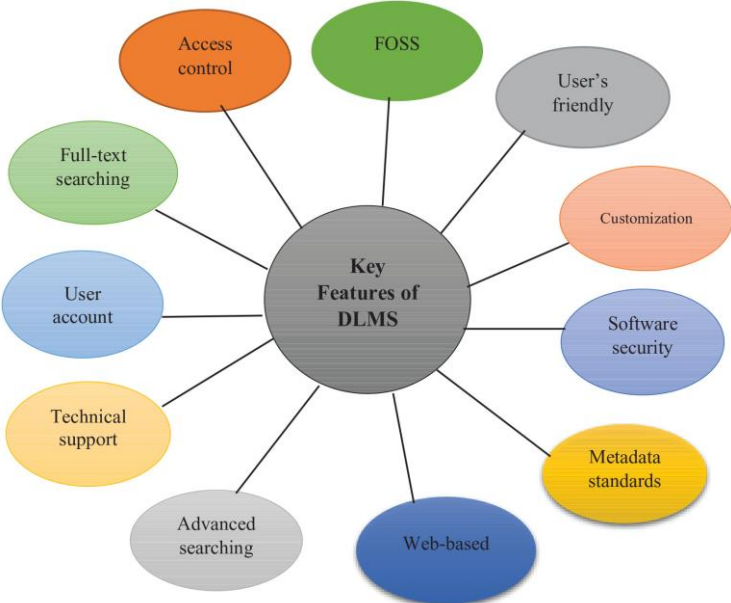 Access
control
FOSS
User's
friendly
Full-text
searching
Customization
Key
Features of
DLMS
User
account
Software
security
Technical
support
Metadata
standards
Advanced
searching
Web-based